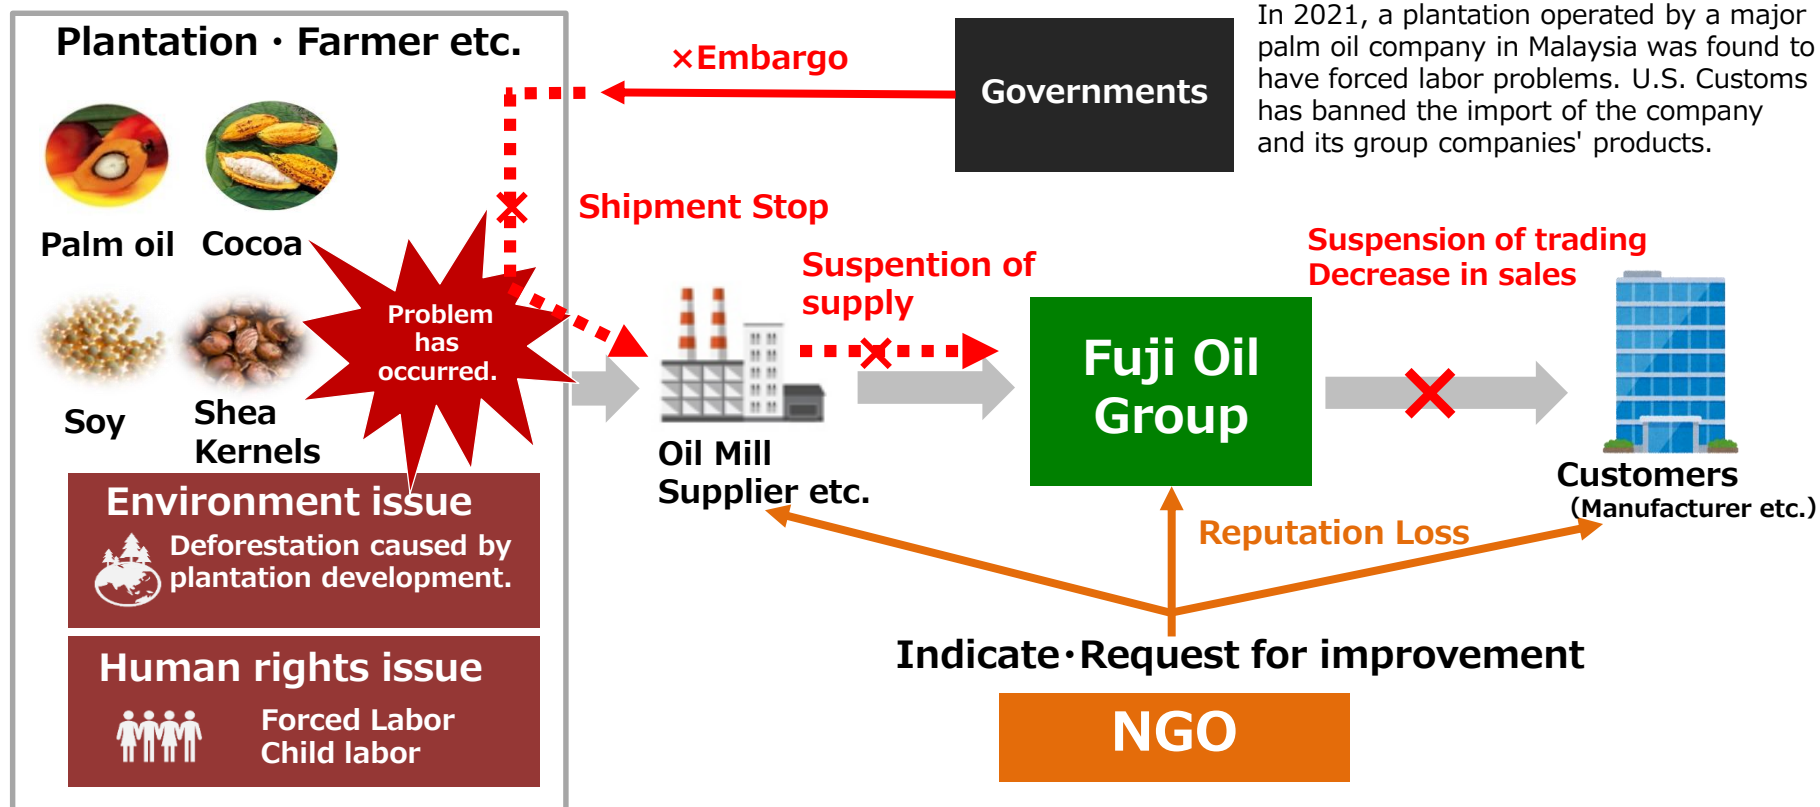 Plantation・Farmer etc.
Palm oil
Cocoa
Soy
Shea
Kernels
Problem
has
occurred.
Environment issue
Deforestation caused by
plantation development.
Human rights issue
Forced Labor
Child labor
×Embargo
Governments
In 2021, a plantation operated by a major
palm oil company in Malaysia was found to
have forced labor problems. U.S. Customs
has banned the import of the company
and its group companies' products.
Shipment Stop
Suspention of
supply
Suspension of trading
Decrease in sales
Oil Mill
Supplier etc.
Fuji Oil
Group
Customers
（Manufacturer etc.）
Reputation Loss
Indicate・Request for improvement
NGO